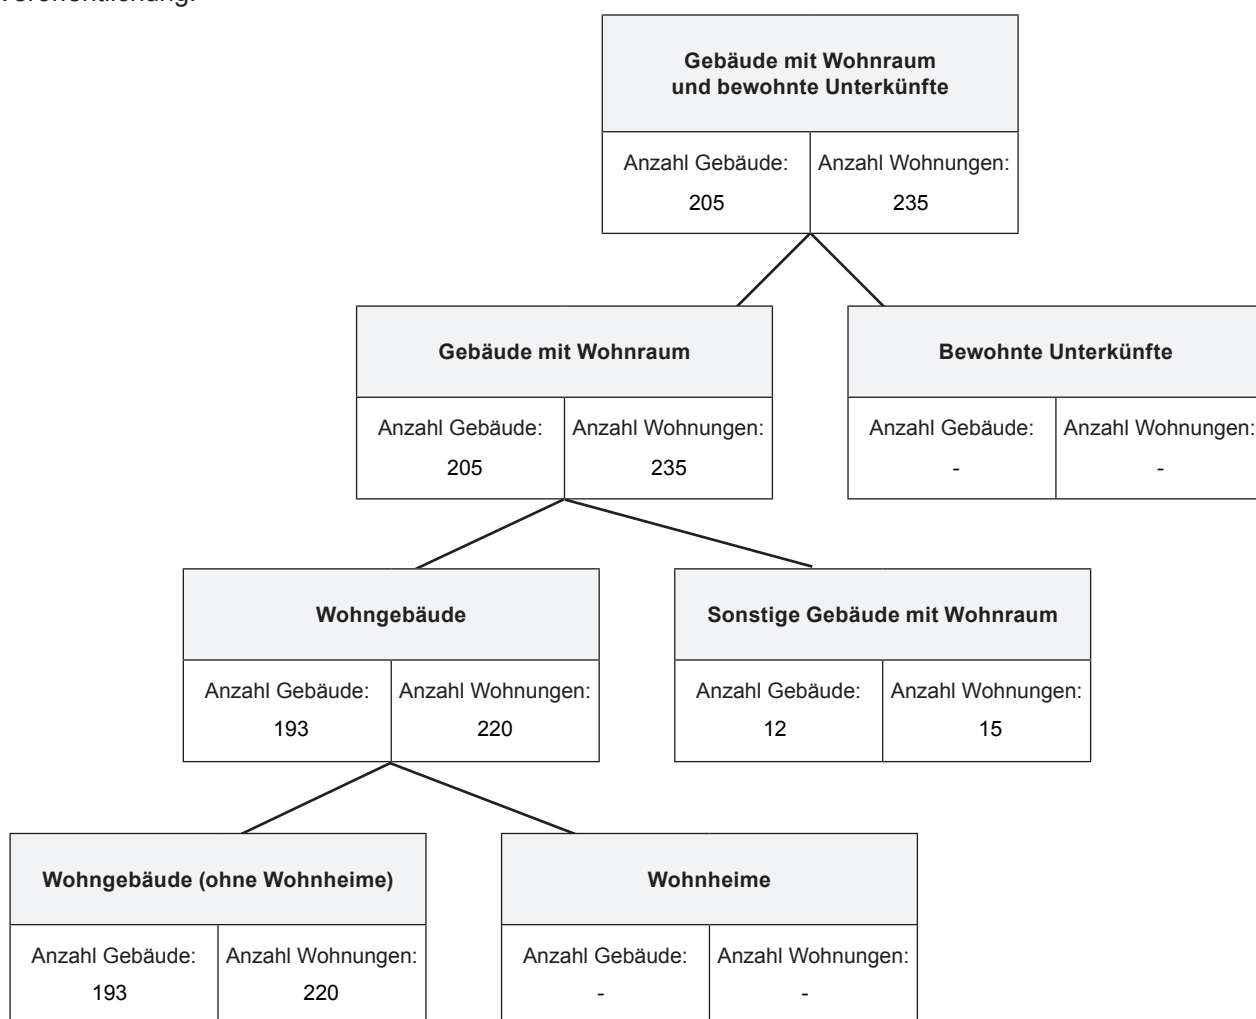 Veröffentlichung.
Gebäude mit Wohnraum
und bewohnte Unterkünfte
Anzahl Gebäude: Anzahl Wohnungen:
205 235
Gebäude mit Wohnraum
Anzahl Gebäude: Anzahl Wohnungen:
205 235
Bewohnte Unterkünfte
Anzahl Gebäude: Anzahl Wohnungen:
- -
Wohngebäude
Anzahl Gebäude: Anzahl Wohnungen:
193 220
Sonstige Gebäude mit Wohnraum
Anzahl Gebäude: Anzahl Wohnungen:
12 15
Wohngebäude (ohne Wohnheime)
Anzahl Gebäude: Anzahl Wohnungen:
193 220
Wohnheime
Anzahl Gebäude: Anzahl Wohnungen:
- -